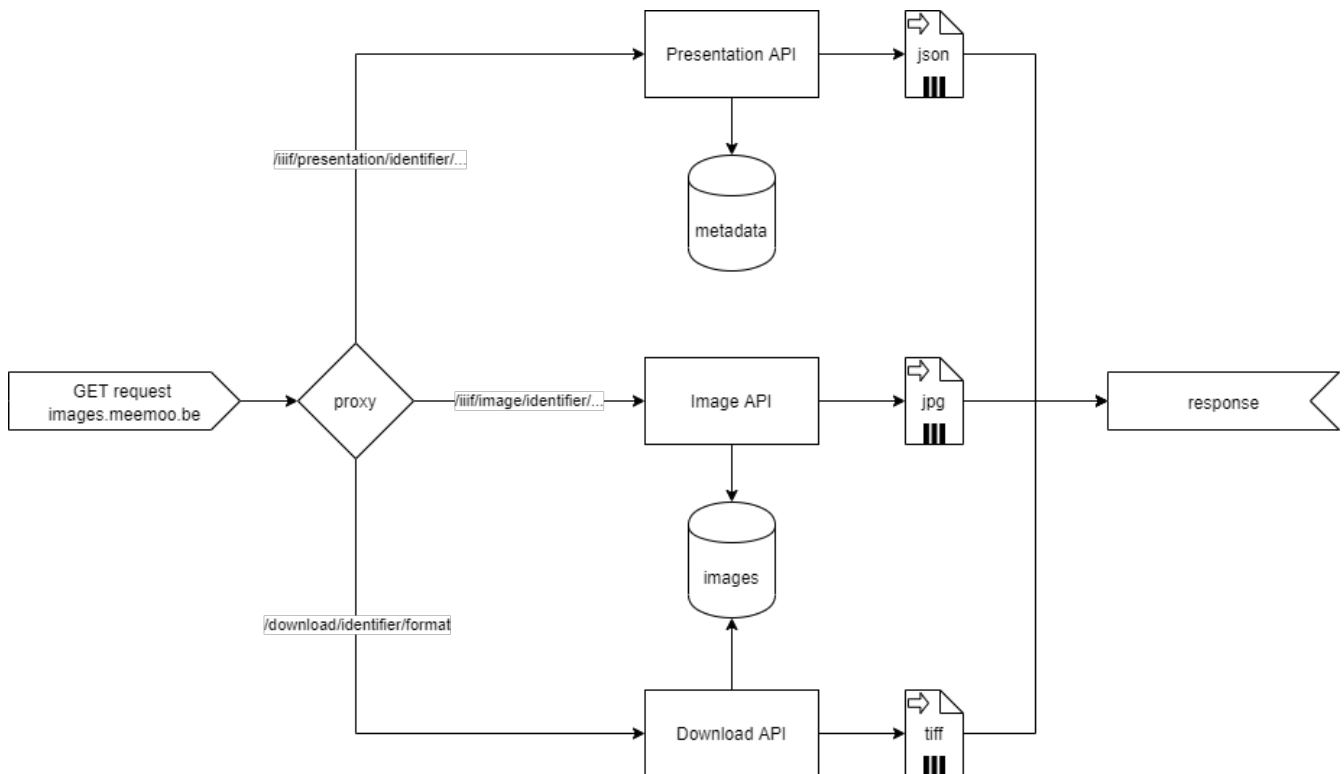 Presentation API
json
/iiif/presentation/identifier/...
metadata
GET request
images.meemoo.be
proxy
/iiif/image/identifier/...
Image API
jpg
response
images
/download/identifier/format
Download API
tiff